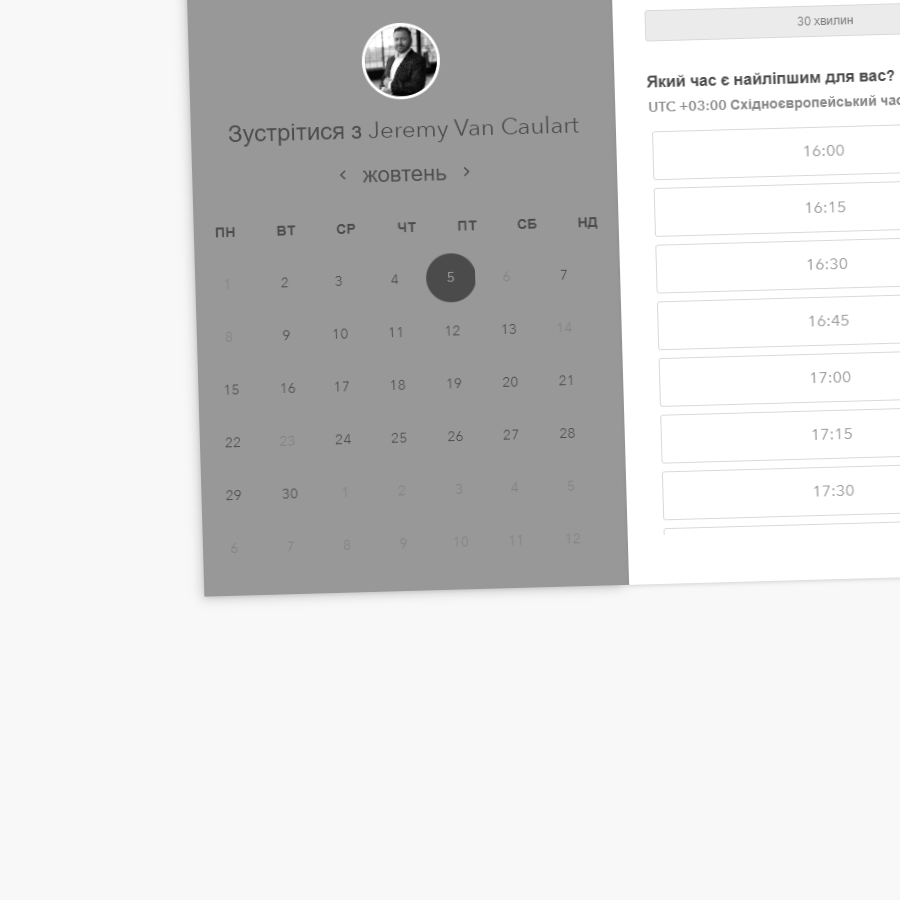 Зустрітися з Jeremy Van Caulart
‹ жовтень ›
ПН ВТ СР ЧТ ПТ СБ НД
1 2 3 4 5 6 7
8 9 10 11 12 13 14
15 16 17 18 19 20 21
22 23 24 25 26 27 28
29 30 1 2 3 4 5
6 7 8 9 10 11 12
30 хвилин
Який час є найліпшим для вас?
UTC +03:00 Східноєвропейський
16:00
16:15
16:30
16:45
17:00
17:15
17:30